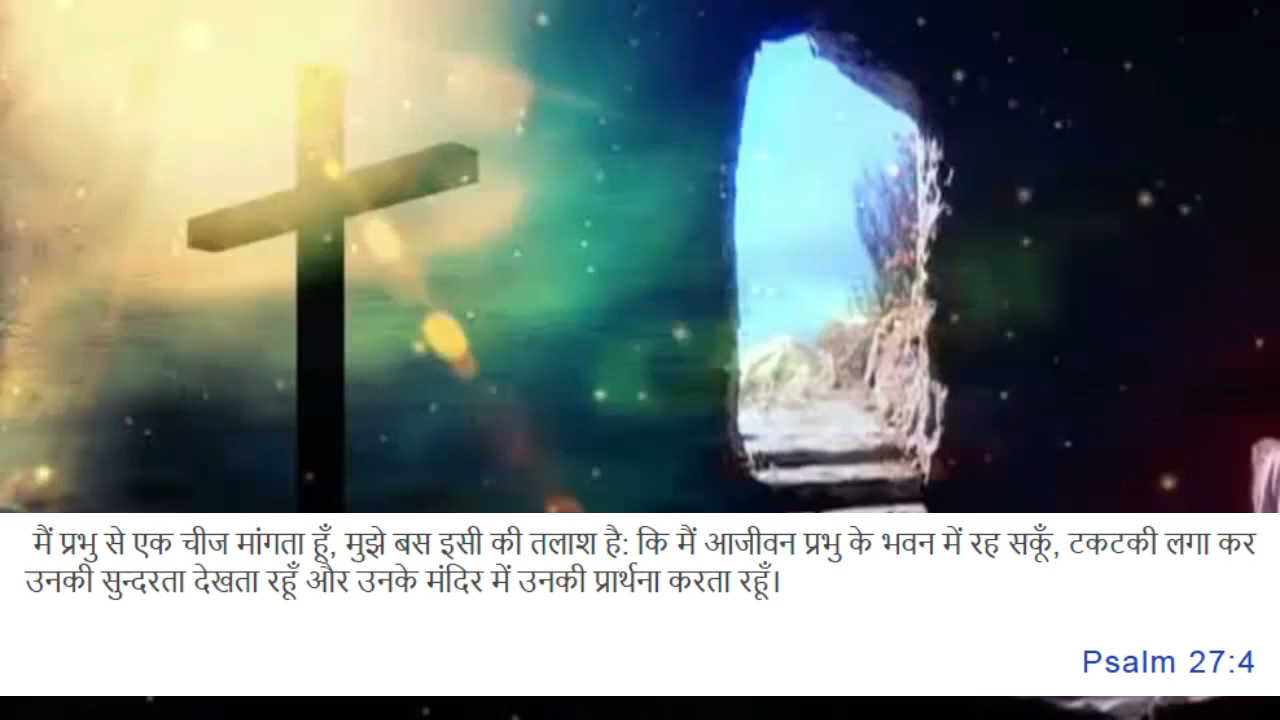 मैं प्रभु से एक चीज मांगता हूँ, मुझे बस इसी की तलाश है: कि मैं आजीवन प्रभु के भवन में रह सकूँ, टकटकी लगा कर
उनकी सुन्दरता देखता रहूँ और उनके मंदिर में उनकी प्रार्थना करता रहूँ।
Psalm 27:4